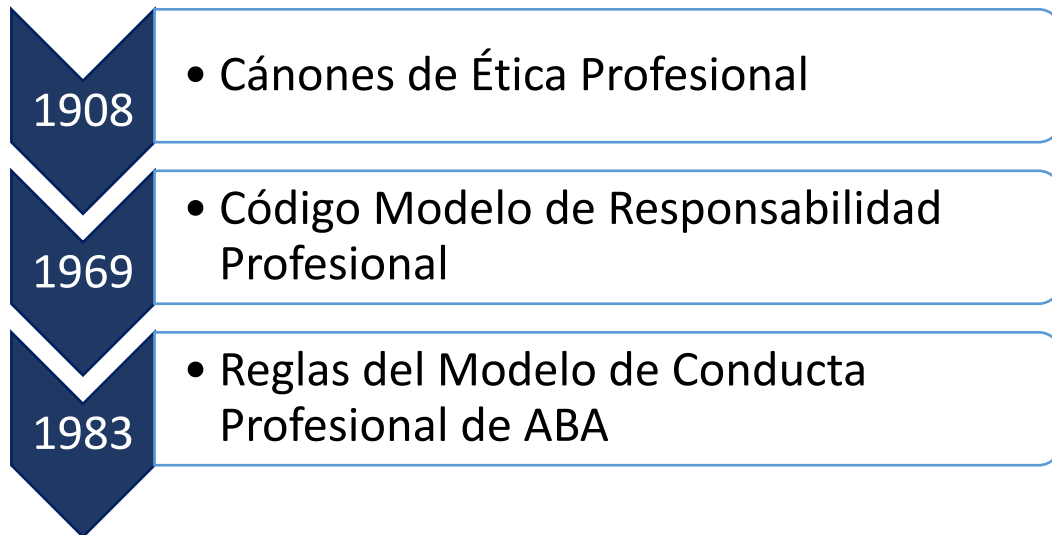 1908
• Cánones de Ética Profesional
1969
• Código Modelo de Responsabilidad
Profesional
1983
• Reglas del Modelo de Conducta
Profesional de ABA